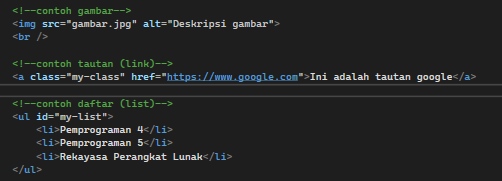 <!--contoh gambar-->
<img src="gambar.jpg" alt="Deskripsi gambar">
<br />
<!--contoh tautan (link)-->
<a class="my-class" href="https://www.google.com">Ini adalah tautan google</a>
<!--contoh daftar (list)-->
<ul id="my-list">
<li>Pemprograman 4</li>
<li>Pemprograman 5</li>
<li>Rekayasa Perangkat Lunak</li>
</ul>